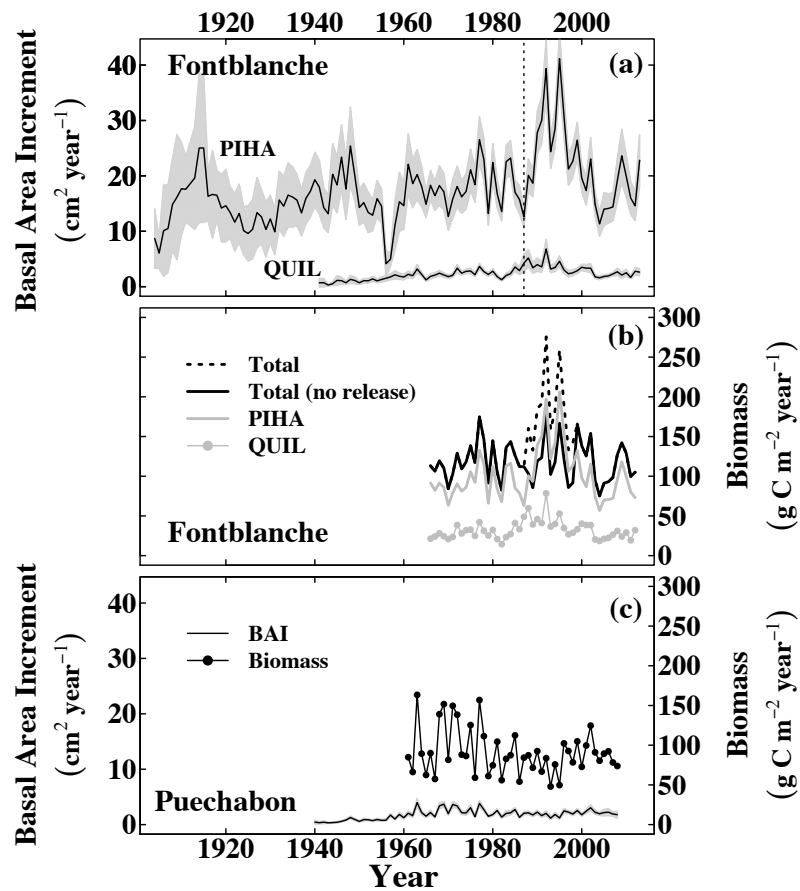 1920 1940 1960 1980 2000
Fontblanche
(a)
PIHA
QUIL
40
30
20
10
0
Basal Area Increment
(cm² year⁻¹)
(b)
Total
Total (no release)
PIHA
QUIL
Fontblanche
300
250
200
150
100
50
0
Biomass
(g C m⁻² year⁻¹)
(c)
BAI
Biomass
Puechabon
40
30
20
10
0
Basal Area Increment
(cm² year⁻¹)
300
250
200
150
100
50
0
Biomass
(g C m⁻² year⁻¹)
1920 1940 1960 1980 2000
Year